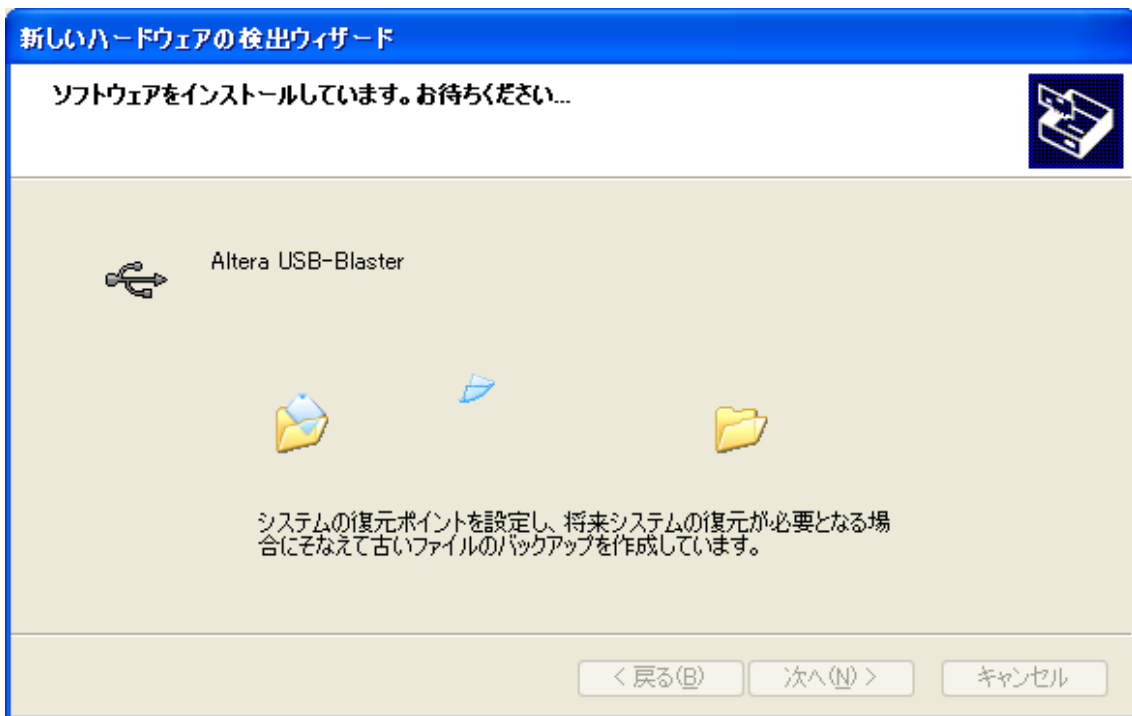 新しいハードウェアの検出ウィザード
ソフトウェアをインストールしています。お待ちください...
Altera USB-Blaster
システムの復元ポイントを設定し、将来システムの復元が必要となる場
合にそなえて古いファイルのバックアップを作成しています。
< 戻る(B) 次へ(N) > キャンセル